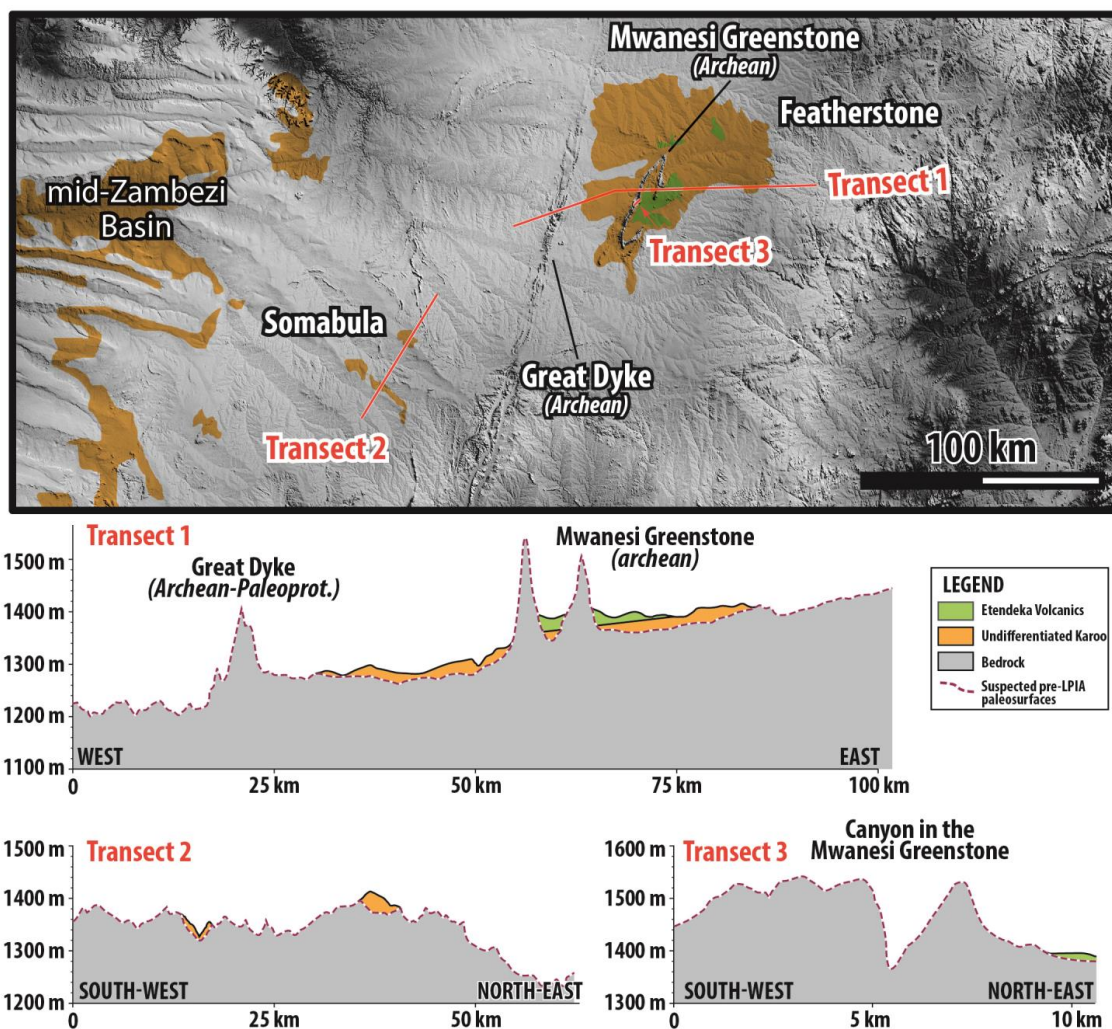 Mwanesi Greenstone
(Archean)
Featherstone
mid-Zambezi
Basin
Transect 1
Transect 3
Somabula
Great Dyke
(Archean)
Transect 2
100 km
Transect 1
1500 m
1400 m
1300 m
1200 m
1100 m
Great Dyke
(Archean-Paleoprot.)
Mwanesi Greenstone
(archean)
WEST
EAST
0
25 km
50 km
75 km
100 km
LEGEND
Etendeka Volcanics
Undifferentiated Karoo
Bedrock
Suspected pre-LPIA
paleosurfaces
Transect 2
1500 m
1400 m
1300 m
1200 m
SOUTH-WEST
NORTH-EAST
0
25 km
50 km
Transect 3
Canyon in the
Mwanesi Greenstone
1600 m
1500 m
1400 m
1300 m
SOUTH-WEST
NORTH-EAST
0
5 km
10 km